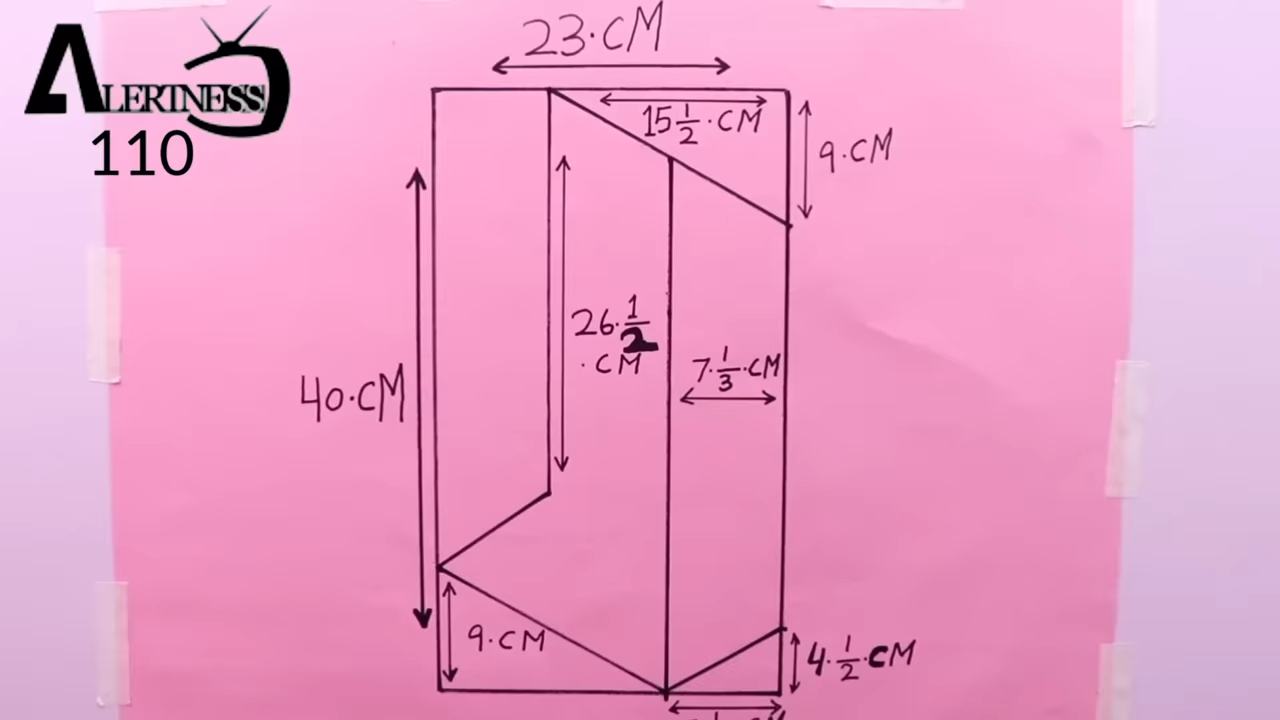 ALERTNESS
110
23·CM
15 1/2·CM
9·CM
26·1/2
·CM
7·1/3·CM
40·CM
9·CM
4·1/2·CM